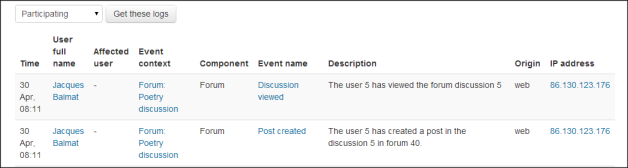 Participating Get these logs
Time User full name Affected user Event context Component Event name Description Origin IP address
30 Apr, 08:11 Jacques Balmat - Forum: Poetry discussion Forum Discussion viewed The user 5 has viewed the forum discussion 5 web 86.130.123.176
30 Apr, 08:11 Jacques Balmat - Forum: Poetry discussion Forum Post created The user 5 has created a post in the discussion 5 in forum 40. web 86.130.123.176